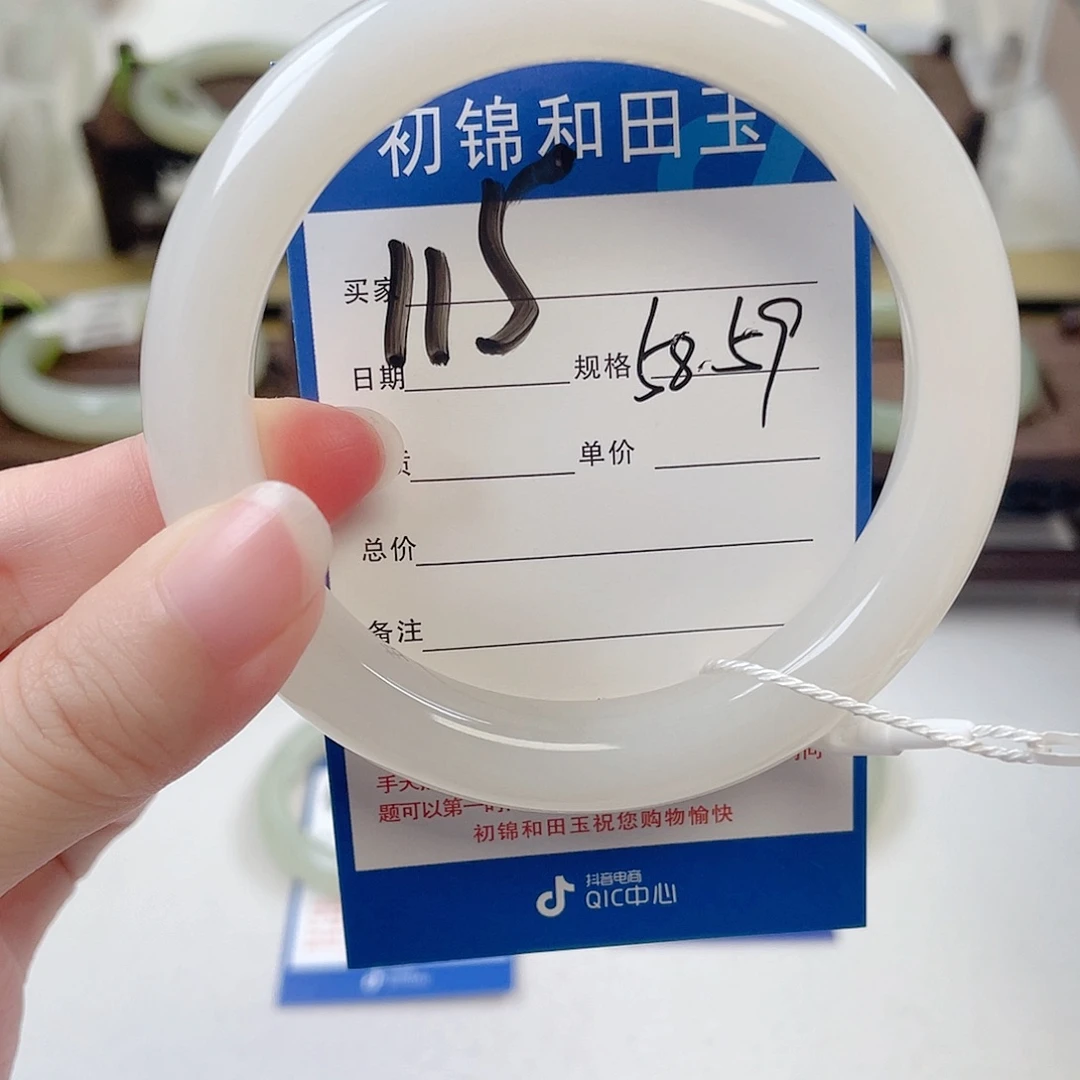 初锦和田玉
115
买家
日期 规格 58.59
单价
总价
备注
题可以第一时
初锦和田玉祝您购物愉快
抖音电商
QIC中心